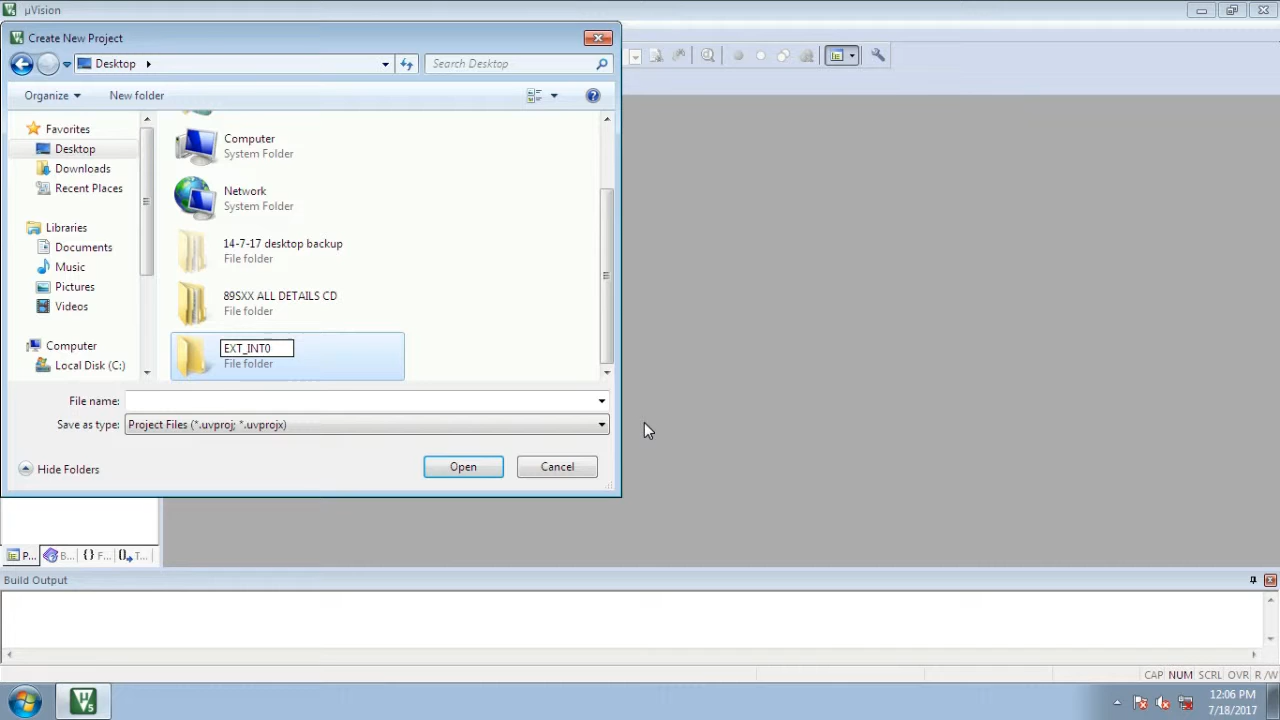 µVision
Create New Project
Desktop
Search Desktop
Organize
New folder
Favorites
Desktop
Downloads
Recent Places
Libraries
Documents
Music
Pictures
Videos
Computer
Local Disk (C:)
Computer
System Folder
Network
System Folder
14-7-17 desktop backup
File folder
89SXX ALL DETAILS CD
File folder
EXT_INT0
File folder
File name:
Save as type:
Project Files (*.uvproj; *.uvprojx)
Hide Folders
Open
Cancel
P...
B...
{} F...
T...
Build Output
CAP NUM SCRL OVR R/W
12:06 PM
7/18/2017